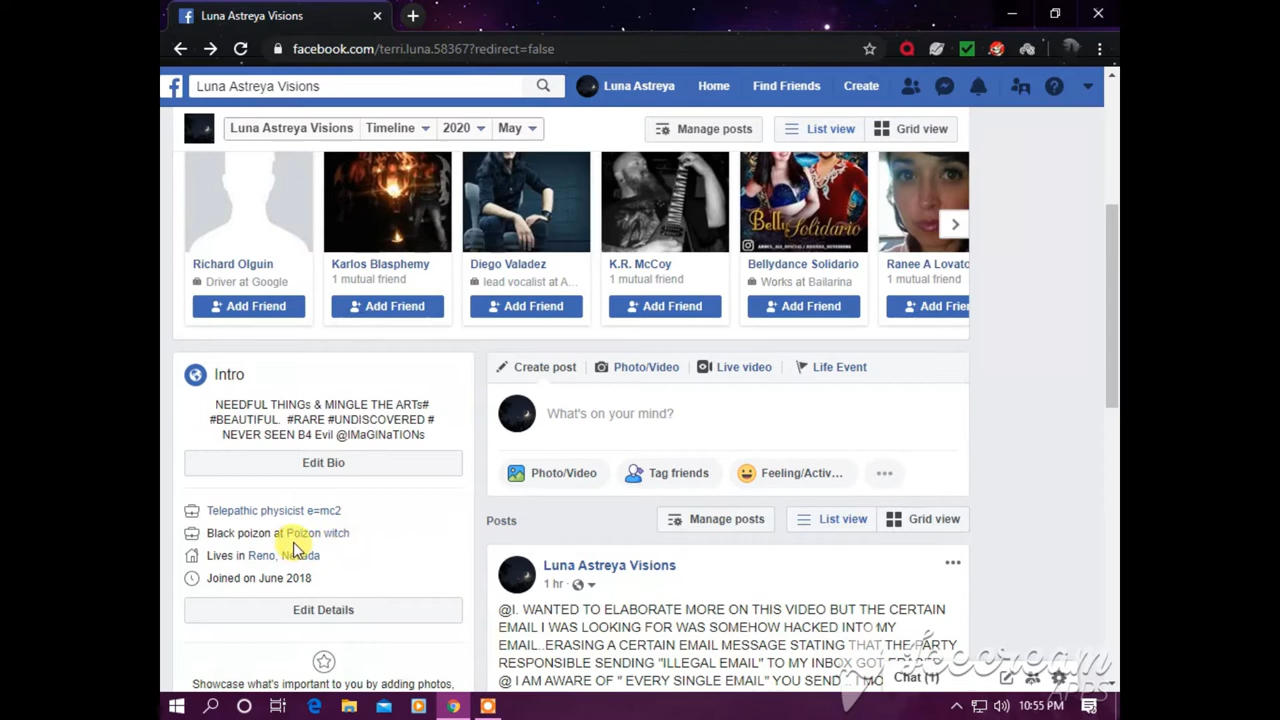 Luna Astreya Visions
facebook.com/terri.luna.58367?redirect=false
Luna Astreya Visions
Luna Astreya
Home
Find Friends
Create
Luna Astreya Visions
Timeline
2020
May
Manage posts
List view
Grid view
Belly
Solidario
Richard Olguin
Karlos Blasphemy
Diego Valadez
K.R. McCoy
Bellydance Solidario
Ranee A Lovato
Driver at Google
1 mutual friend
lead vocalist at A...
1 mutual friend
Works at Bailarina
Add Friend
Add Friend
Add Friend
Add Friend
Add Friend
Add Frien
Intro
NEEDFUL THINGs & MINGLE THE ARTs#
#BEAUTIFUL. #RARE #UNDISCOVERED #
NEVER SEEN B4 Evil @IMaGINaTIONs
Edit Bio
Telepathic physicist e=mc2
Black poizon at Poizon witch
Lives in Reno, Nevada
Joined on June 2018
Edit Details
Showcase what's important to you by adding photos,
Create post
Photo/Video
Live video
Life Event
What's on your mind?
Photo/Video
Tag friends
Feeling/Activ...
Posts
Manage posts
List view
Grid view
Luna Astreya Visions
1 hr
@I. WANTED TO ELABORATE MORE ON THIS VIDEO BUT THE CERTAIN
EMAIL I WAS LOOKING FOR WAS SOMEHOW HACKED INTO MY
EMAIL..ERASING A CERTAIN EMAIL MESSAGE STATING THAT THE PARTY
RESPONSIBLE SENDING "ILLEGAL EMAIL" TO MY INBOX GOT
@ I AM AWARE OF " EVERY SINGLE EMAIL" YOU SEND..
icecream
APPS
Chat (1)
10:55 PM